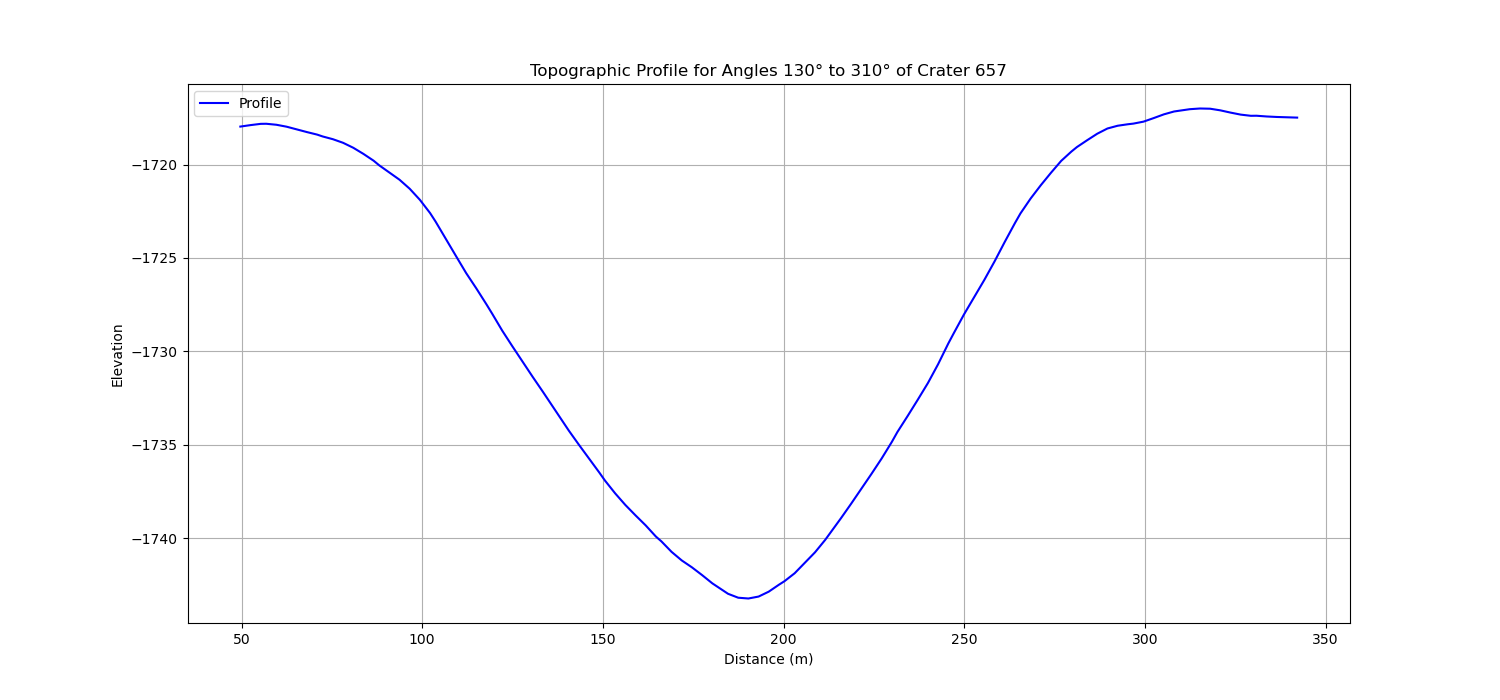 Topographic Profile for Angles 130° to 310° of Crater 657
Profile
−1720
−1725
−1730
−1735
−1740
Elevation
50 100 150 200 250 300 350
Distance (m)